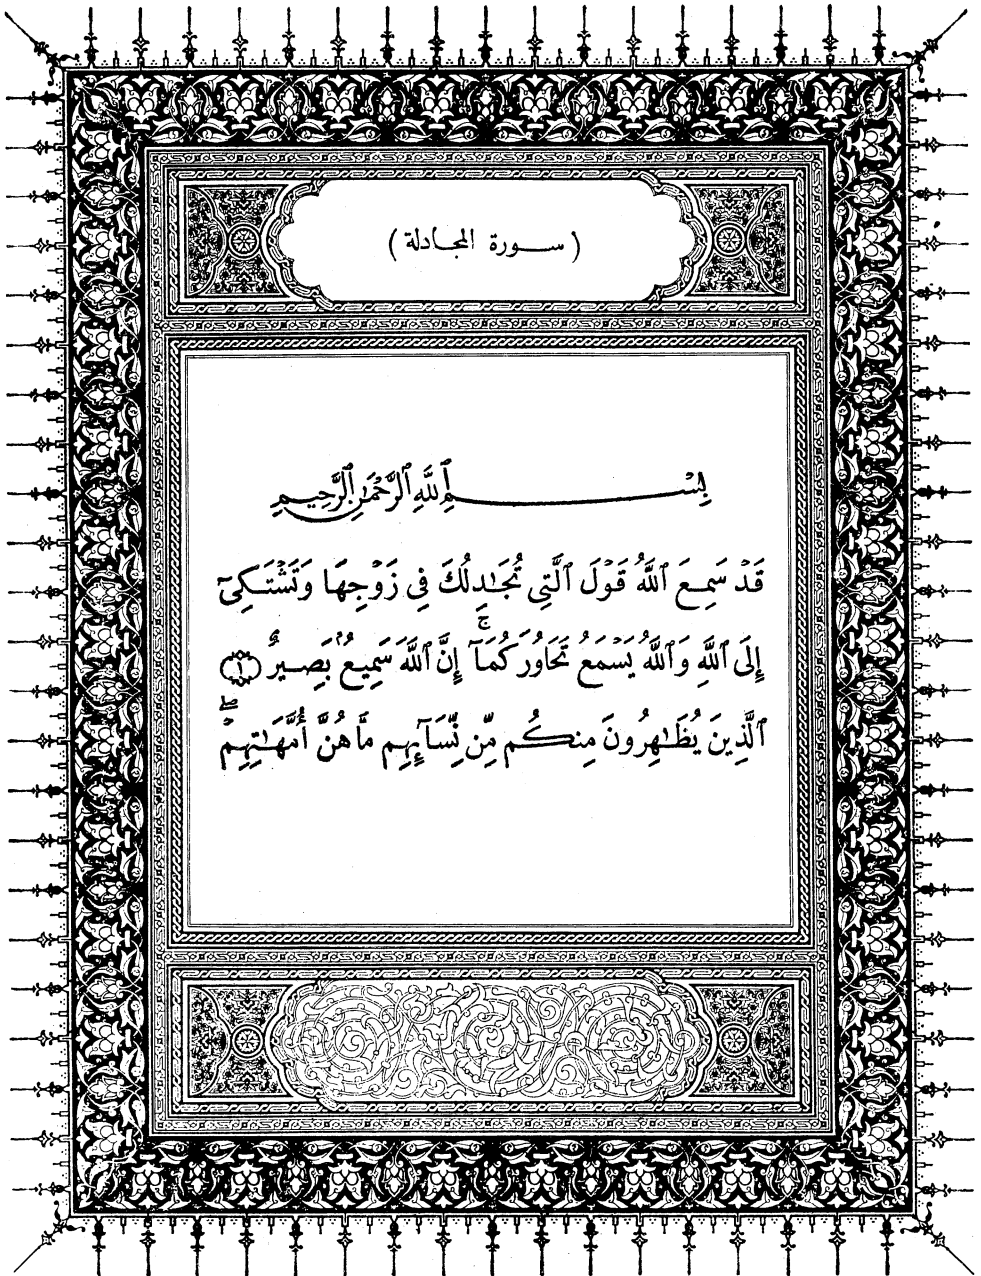 ( سورة المجادلة )
بِسْمِ ٱللَّهِ ٱلرَّحْمَٰنِ ٱلرَّحِيمِ
قَدْ سَمِعَ ٱللَّهُ قَوْلَ ٱلَّتِى تُجَٰدِلُكَ فِى زَوْجِهَا وَتَشْتَكِىٓ
إِلَى ٱللَّهِ وَٱللَّهُ يَسْمَعُ تَحَاوُرَكُمَآ ۚ إِنَّ ٱللَّهَ سَمِيعُۢ بَصِيرٌ ﴿١﴾
ٱلَّذِينَ يُظَٰهِرُونَ مِنكُم مِّن نِّسَآئِهِم مَّا هُنَّ أُمَّهَٰتِهِمْ ۖ